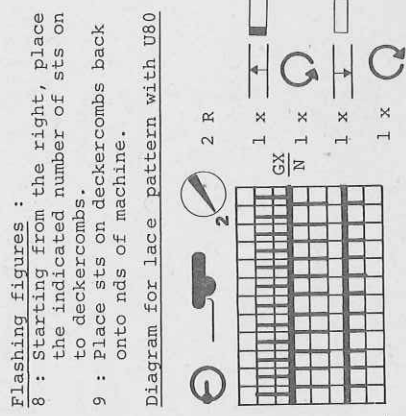 Flashing figures :
8 : Starting from the right, place
the indicated number of sts on
to deckercombs.
9 : Place sts on deckercombs back
onto nds of machine.
Diagram for lace pattern with U80
2
2 R
GX
N
1 x
1 x
1 x
1 x